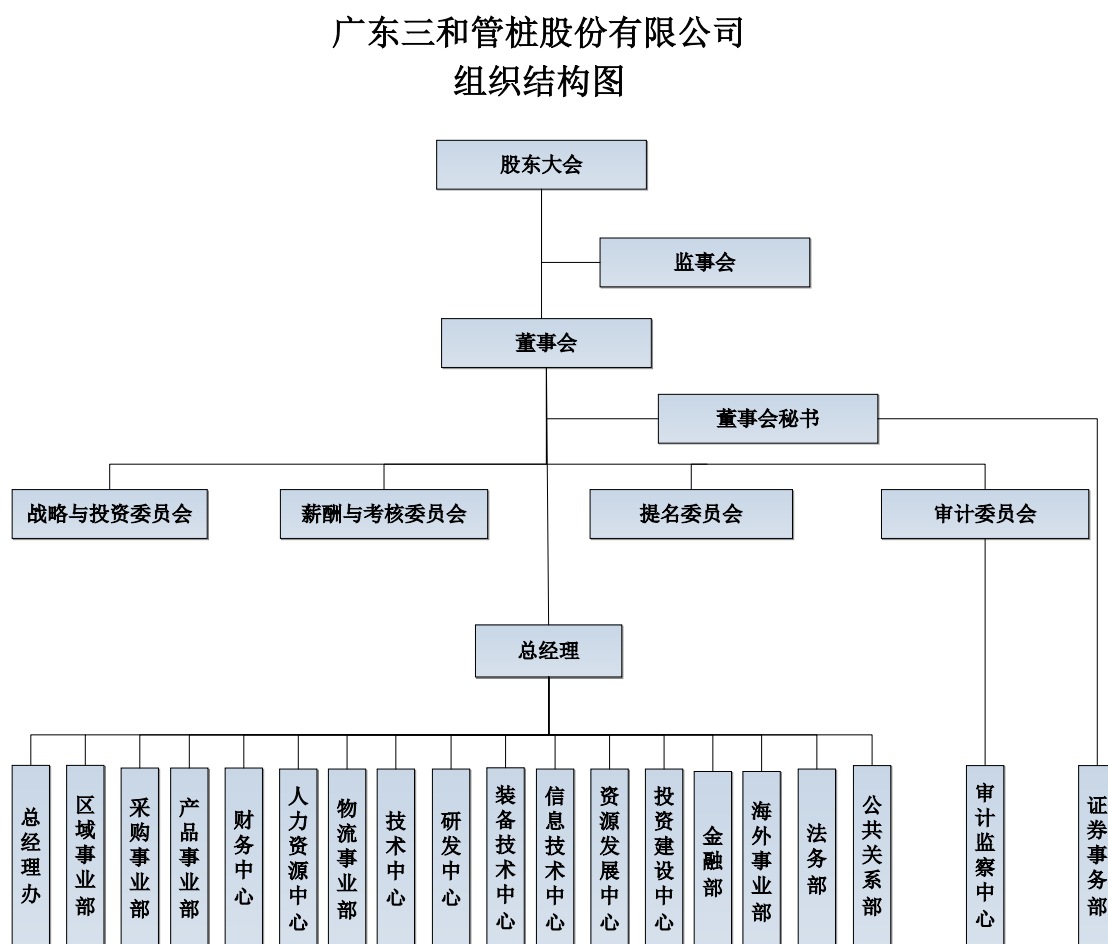 广东三和管桩股份有限公司
组织结构图
股东大会
监事会
董事会
董事会秘书
战略与投资委员会
薪酬与考核委员会
提名委员会
审计委员会
总经理
总经理办
区域事业部
采购事业部
产品事业部
财务中心
人力资源中心
物流事业部
技术中心
研发中心
装备技术中心
信息技术中心
资源发展中心
投资建设中心
金融部
海外事业部
法务部
公共关系部
审计监察中心
证券事务部